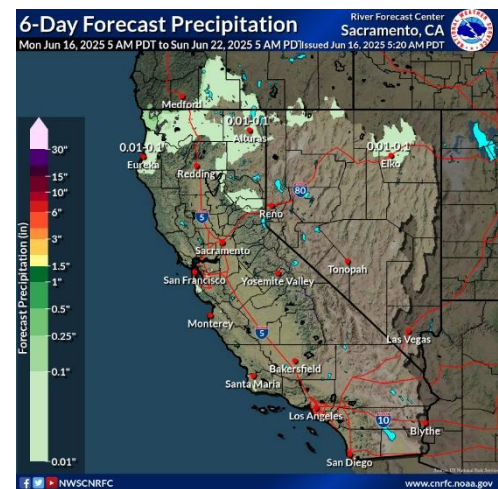 6-Day Forecast Precipitation
Mon Jun 16, 2025 5 AM PDT to Sun Jun 22, 2025 5 AM PDT
River Forecast Center
Sacramento, CA
Issued Jun 16, 2025 5:20 AM PDT
Medford
0.01-0.1"
Alturas
0.01-0.1"
Eureka
0.01-0.1"
Elko
Redding
80
Reno
5
Sacramento
San Francisco
Yosemite Valley
Tonopah
Monterey
5
Las Vegas
Bakersfield
Santa Maria
Los Angeles
10
Blythe
San Diego
Forecast Precipitation (in)
30"
15"
10"
6"
3"
1.5"
1"
0.5"
0.25"
0.1"
0.01"
NWSCNRFC
www.cnrfc.noaa.gov